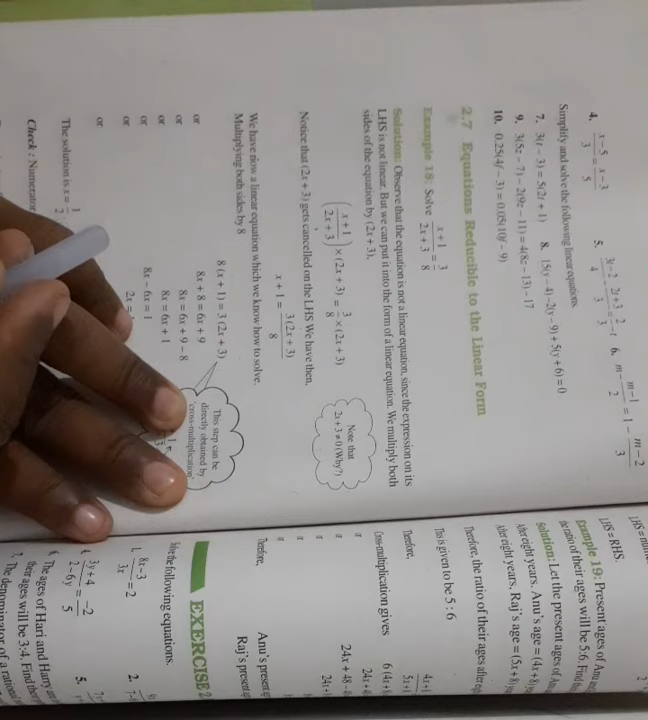 4. x-5/3 = x-3/5
5. 3t-2/4 - 2t+3/3 = 2/3 - t
6. m - m-1/2 = 1 - m-2/3
Simplify and solve the following linear equations.
7. 3(t - 3) = 5(2t + 1)
8. 15(y - 4) - 2(y - 9) + 5(y + 6) = 0
9. 3(5z - 7) - 2(9z - 11) = 4(8z - 13) - 17
10. 0.25(4f - 3) = 0.05(10f - 9)
2.7 Equations Reducible to the Linear Form
Example 18: Solve x + 1/2x + 3 = 3/8
Solution: Observe that the equation is not a linear equation, since the expression on its
LHS is not linear. But we can put it into the form of a linear equation. We multiply both
sides of the equation by (2x + 3),
(x + 1/2x + 3) × (2x + 3) = 3/8 × (2x + 3)
Note that
2x + 3 ≠ 0 (Why?)
Notice that (2x + 3) gets cancelled on the LHS We have then,
x + 1 = 3 (2x + 3)/8
We have now a linear equation which we know how to solve.
Multiplying both sides by 8
8 (x + 1) = 3 (2x + 3)
This step can be
directly obtained by
'cross-multiplication'
or 8x + 8 = 6x + 9
or 8x = 6x + 9 - 8
or 8x = 6x + 1
or 8x - 6x = 1
or 2x =
or
The solution is x = 1/2
Check : Numerator
LHS = RHS.
Example 19: Present ages of Anu
ratio of their ages will be 5:6. Find
Solution: Let the present ages of
After eight years, Anu's age = (4x + 8)
After eight years, Raj's age = (5x + 8)
Therefore, the ratio of their ages after
This is given to be 5 : 6
Therefore,
Cross-multiplication gives
6 (4x +
or 24x + 48
or
or
Therefore, Anu's present
Raj's present
EXERCISE 2
Solve the following equations.
1. 8x - 3/3x = 2
2.
4. 3y + 4/2 - 6y = -2/5
5.
6. The ages of Hari and Harry
their ages will be 3:4. Find
7. The denominator of a rational